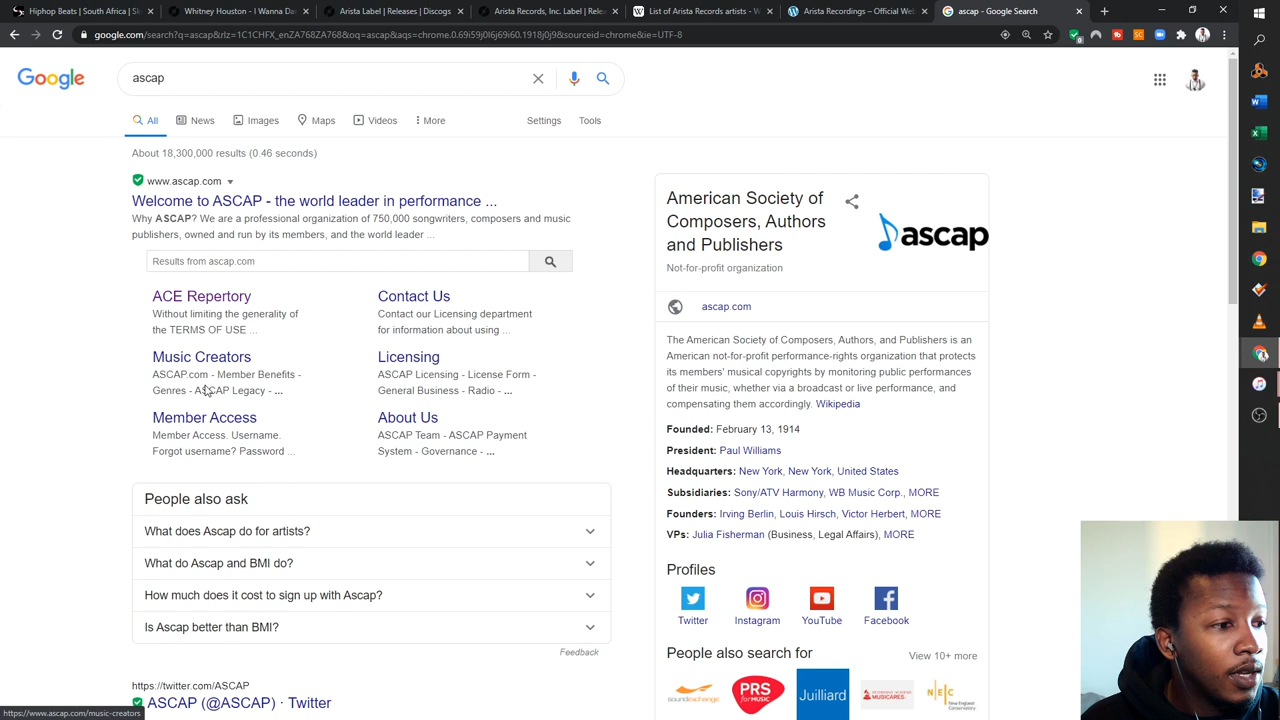 Hiphop Beats | Sound
Whitney Houston - I Wanna Da
Arista Label | Releases | Discogs
Arista Records, Inc. Label | Rele
List of Arista Records artists - W
Arista Recordings – Official Web
ascap - Google Search
google.com/search?q=ascap&rlz=1C1CHFX_enZA768ZA768&oq=ascap&aqs=chrome.0.69i59j0l6j69i60.1918j0j9&sourceid=chrome&ie=UTF-8
Google
ascap
All
News
Images
Maps
Videos
More
Settings
Tools
About 18,300,000 results (0.46 seconds)
www.ascap.com
Welcome to ASCAP - the world leader in performance ...
Why ASCAP? We are a professional organization of 750,000 songwriters, composers and music
publishers, owned and run by its members, and the world leader ...
Results from ascap.com
ACE Repertory
Without limiting the generality of
the TERMS OF USE ...
Contact Us
Contact our Licensing department
for information about using ...
Music Creators
ASCAP.com - Member Benefits -
Genres - ASCAP Legacy - ...
Licensing
ASCAP Licensing - License Form -
General Business - Radio - ...
Member Access
Member Access. Username.
Forgot username? Password ...
About Us
ASCAP Team - ASCAP Payment
System - Governance - ...
People also ask
What does Ascap do for artists?
What do Ascap and BMI do?
How much does it cost to sign up with Ascap?
Is Ascap better than BMI?
Feedback
https://twitter.com/ASCAP
ASCAP (@ASCAP) · Twitter
https://www.ascap.com/music-creators
American Society of
Composers, Authors
and Publishers
ascap
Not-for-profit organization
ascap.com
The American Society of Composers, Authors, and Publishers is an
American not-for-profit performance-rights organization that protects
its members' musical copyrights by monitoring public performances
of their music, whether via a broadcast or live performance, and
compensating them accordingly. Wikipedia
Founded: February 13, 1914
President: Paul Williams
Headquarters: New York, New York, United States
Subsidiaries: Sony/ATV Harmony, WB Music Corp., MORE
Founders: Irving Berlin, Louis Hirsch, Victor Herbert, MORE
VPs: Julia Fisherman (Business, Legal Affairs), MORE
Profiles
Twitter
Instagram
YouTube
Facebook
People also search for
View 10+ more
soundexchange
PRS
for MUSIC
Juilliard
MUSICARES
NEC